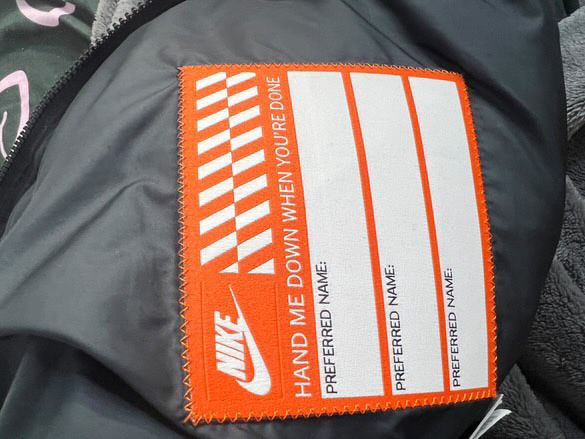 NIKE
HAND ME DOWN WHEN YOU'RE DONE
PREFERRED NAME:
PREFERRED NAME:
PREFERRED NAME: